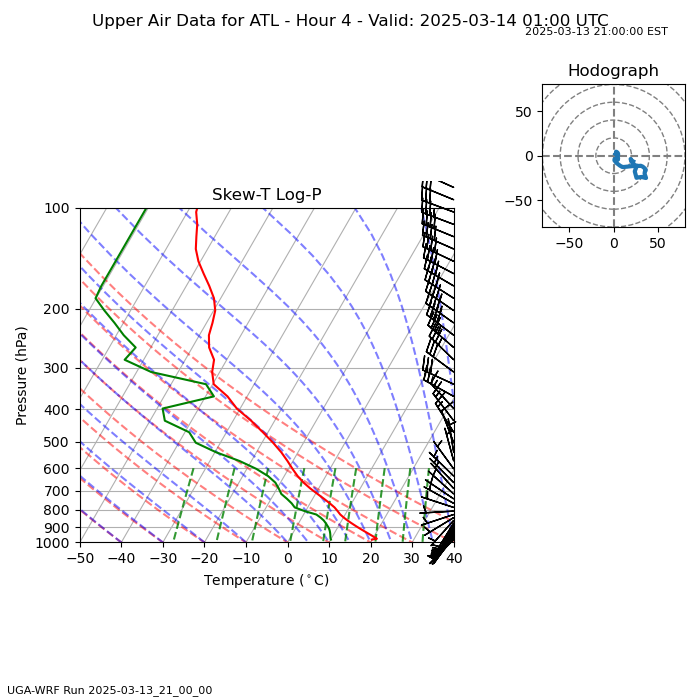 Upper Air Data for ATL - Hour 4 - Valid: 2025-03-14 01:00 UTC
2025-03-13 21:00:00 EST
Hodograph
50
0
−50
−50 0 50
Skew-T Log-P
100
200
300
400
500
600
700
800
900
1000
Pressure (hPa)
−50 −40 −30 −20 −10 0 10 20 30 40
Temperature (°C)
UGA-WRF Run 2025-03-13_21_00_00